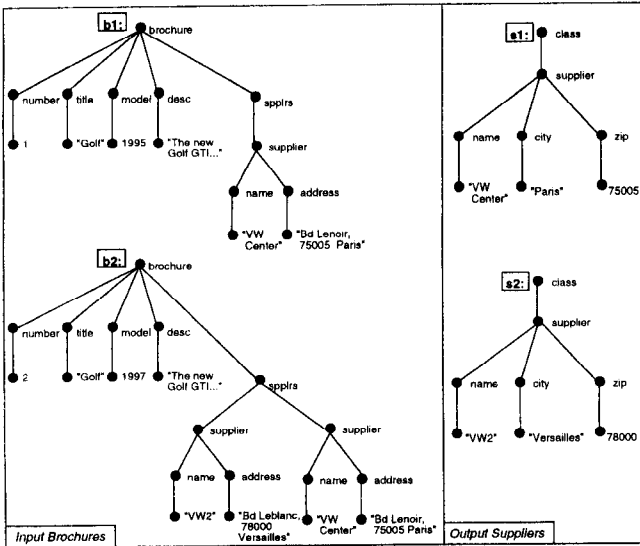 b1:
brochure
number
title
model
desc
spplrs
1
"Golf"
1995
"The new
Golf GTI..."
supplier
name
address
"VW
Center"
"Bd Lenoir,
75005 Paris"
b2:
brochure
number
title
model
desc
2
"Golf"
1997
"The new
Golf GTI..."
spplrs
supplier
supplier
name
address
name
address
"VW2"
"Bd Leblanc,
78000
Versailles"
"VW
Center"
"Bd Lenoir,
75005 Paris"
Input Brochures
s1:
class
supplier
name
city
zip
"VW
Center"
"Paris"
75005
s2:
class
supplier
name
city
zip
"VW2"
"Versailles"
78000
Output Suppliers